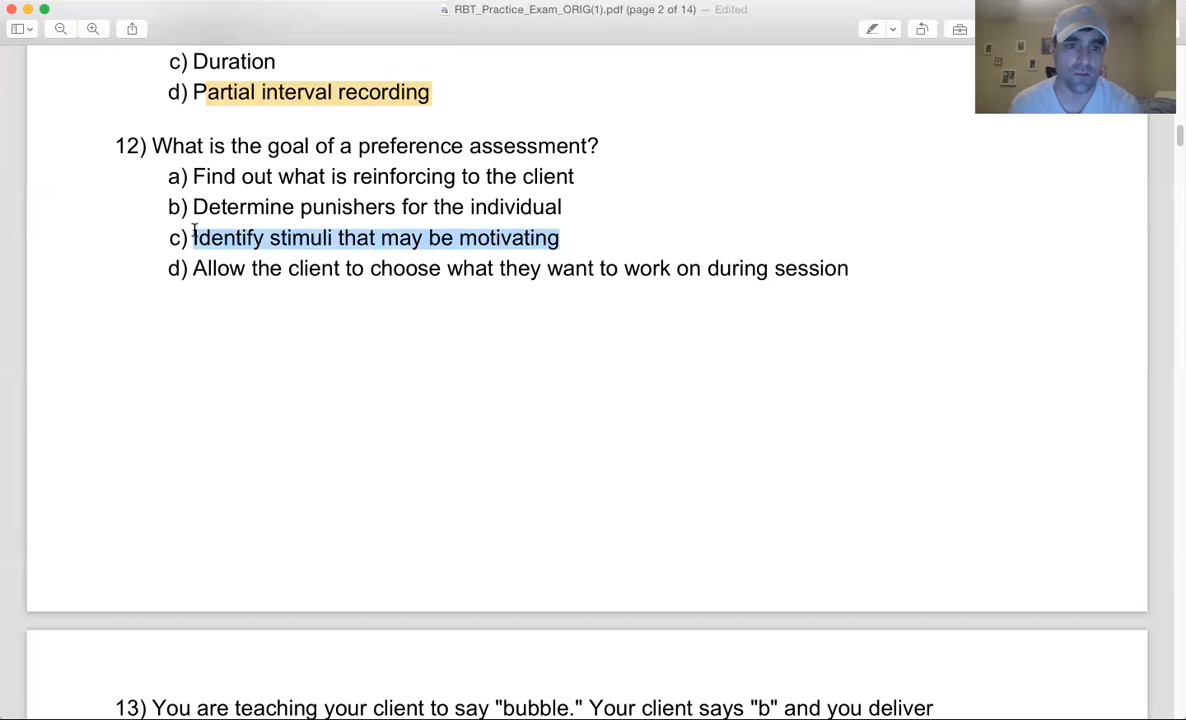 RBT_Practice_Exam_ORIG(1).pdf (page 2 of 14) — Edited
c) Duration
d) Partial interval recording
12) What is the goal of a preference assessment?
a) Find out what is reinforcing to the client
b) Determine punishers for the individual
c) Identify stimuli that may be motivating
d) Allow the client to choose what they want to work on during session
13) You are teaching your client to say "bubble." Your client says "b" and you deliver